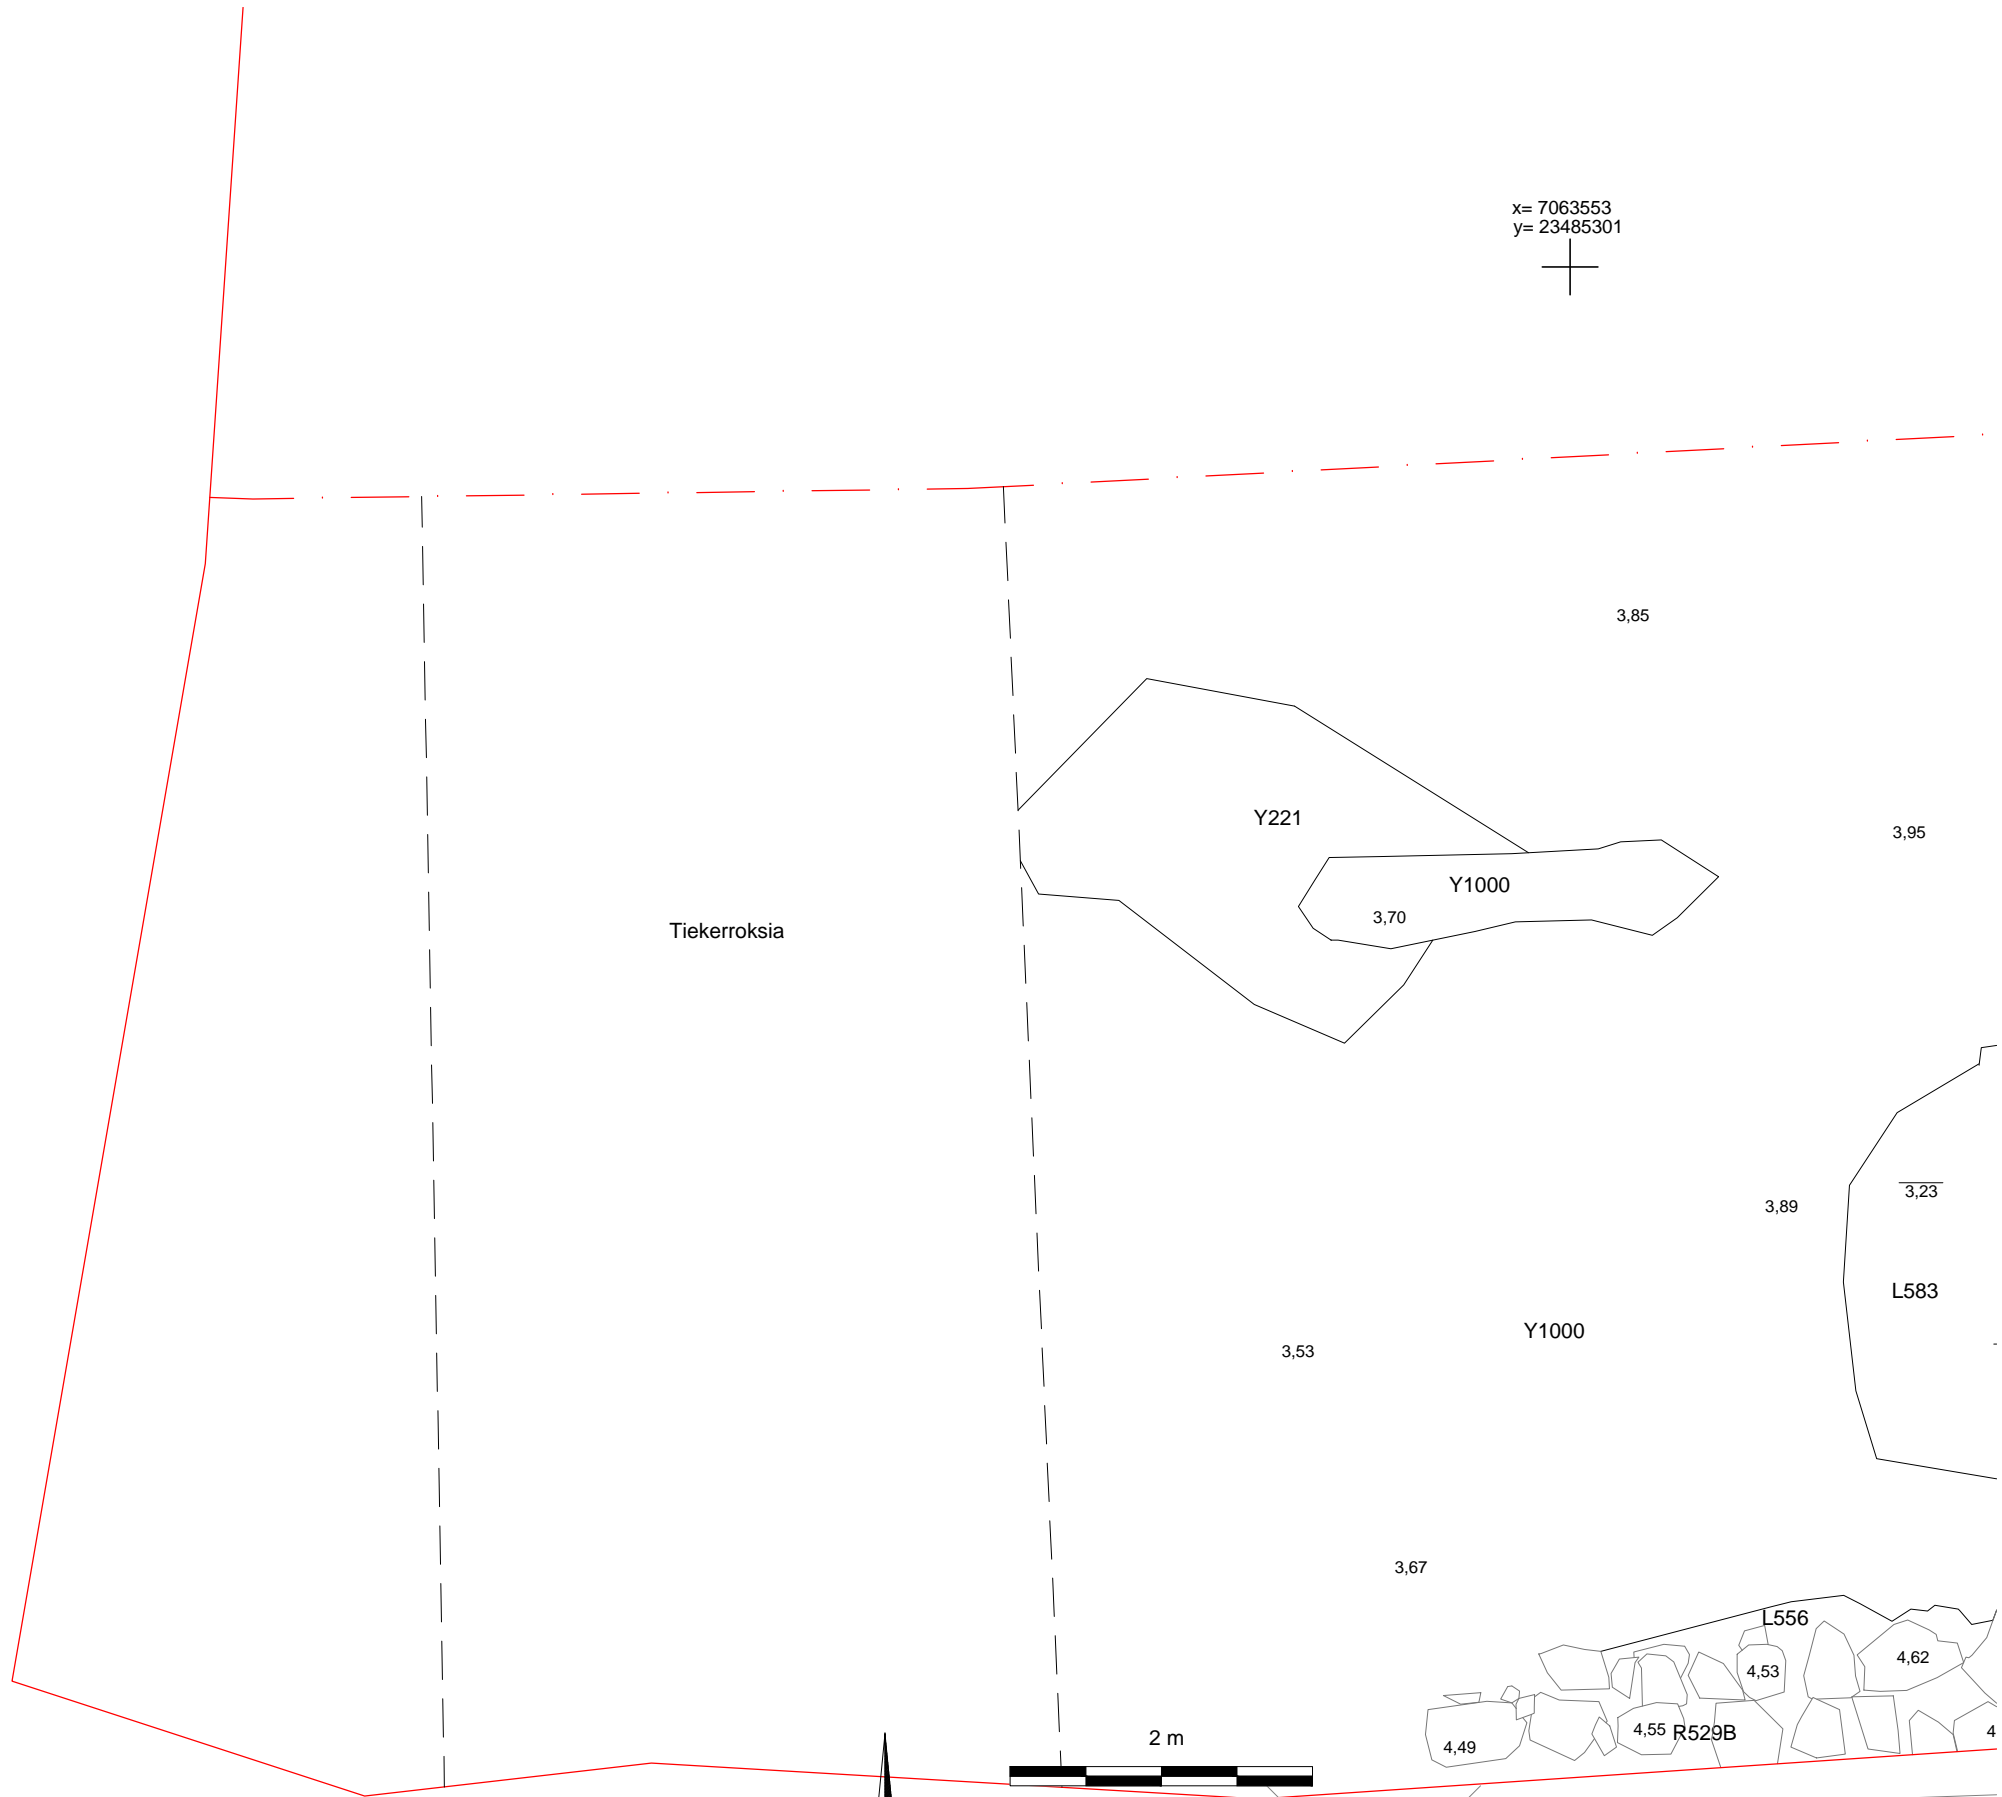 x= 7063553
y= 23485301
3,85
Y221
3,95
Y1000
3,70
Tiekerroksia
3,23
3,89
L583
Y1000
3,53
3,67
L556
4,62
4,53
4,55
R529B
4,49
2 m